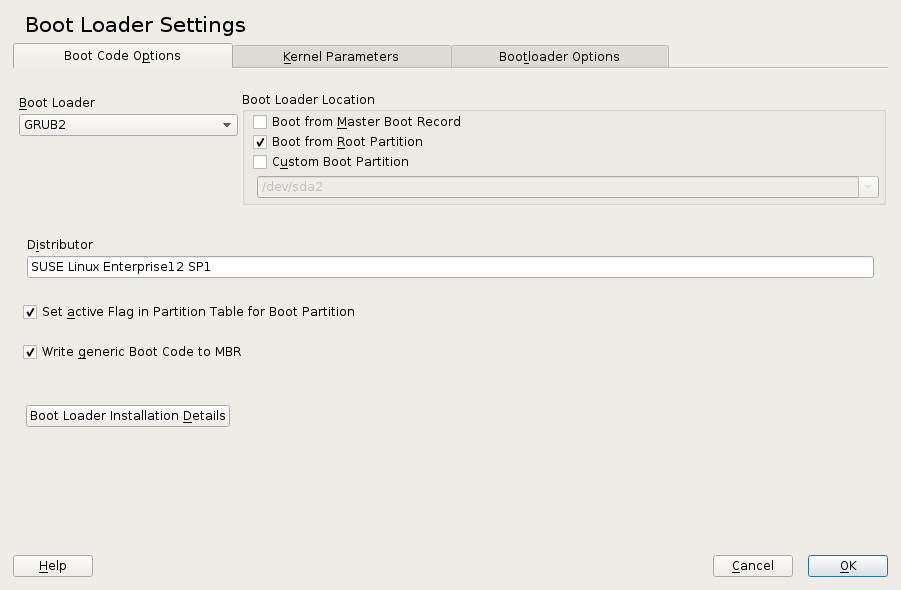 Boot Loader Settings
Boot Code Options
Kernel Parameters
Bootloader Options
Boot Loader
GRUB2
Boot Loader Location
Boot from Master Boot Record
Boot from Root Partition
Custom Boot Partition
/dev/sda2
Distributor
SUSE Linux Enterprise12 SP1
Set active Flag in Partition Table for Boot Partition
Write generic Boot Code to MBR
Boot Loader Installation Details
Help
Cancel
OK